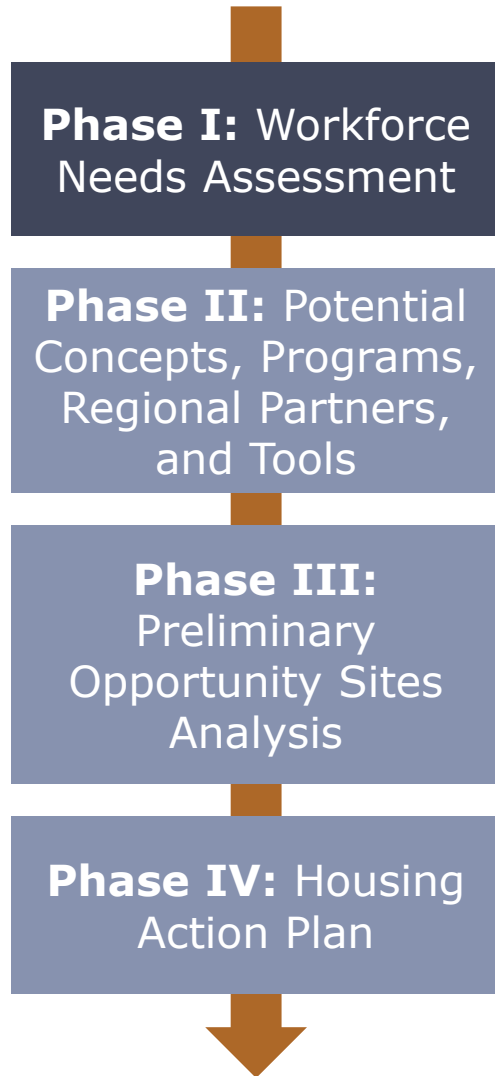 Phase I: Workforce
Needs Assessment
Phase II: Potential
Concepts, Programs,
Regional Partners,
and Tools
Phase III:
Preliminary
Opportunity Sites
Analysis
Phase IV: Housing
Action Plan